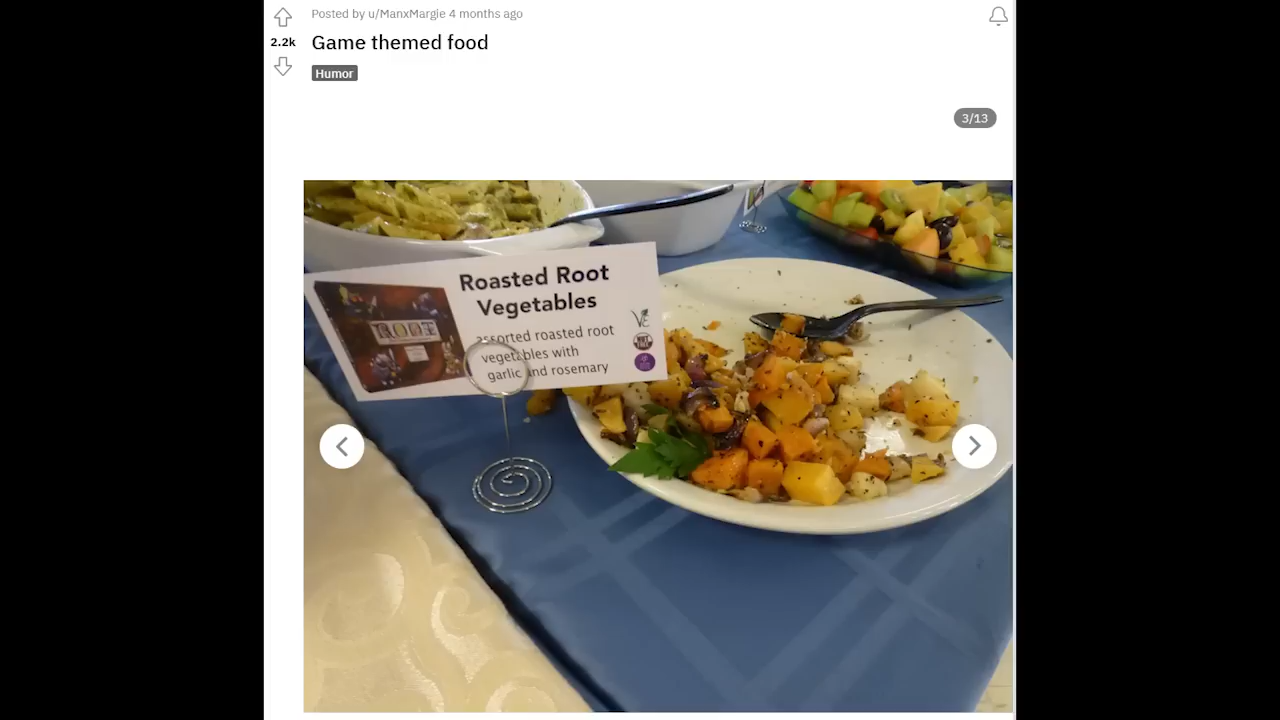 Posted by u/ManxMargie 4 months ago
2.2k
Game themed food
Humor
3/13
Roasted Root
Vegetables
ROOT
assorted roasted root
vegetables with
garlic and rosemary
VE